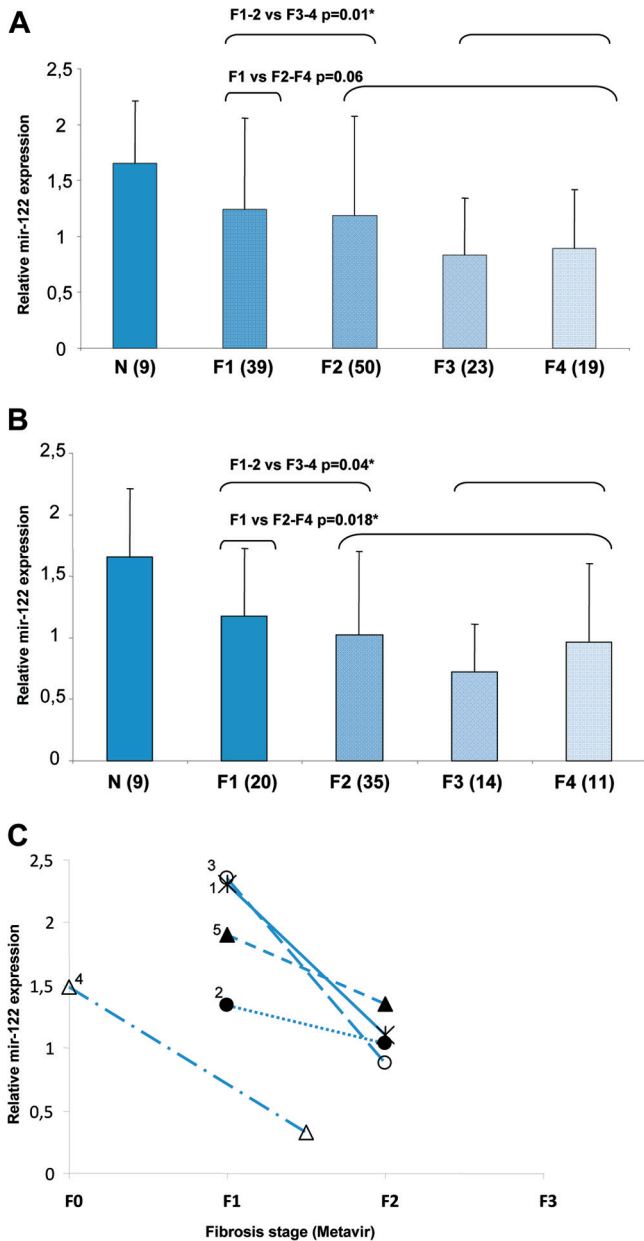 A
F1-2 vs F3-4 p=0.01*
F1 vs F2-F4 p=0.06
Relative mir-122 expression
2,5
2
1,5
1
0,5
0
N (9) F1 (39) F2 (50) F3 (23) F4 (19)
B
F1-2 vs F3-4 p=0.04*
F1 vs F2-F4 p=0.018*
Relative mir-122 expression
2,5
2
1,5
1
0,5
0
N (9) F1 (20) F2 (35) F3 (14) F4 (11)
C
Relative mir-122 expression
2,5
2
1,5
1
0,5
0
3
1
5
2
4
F0 F1 F2 F3
Fibrosis stage (Metavir)